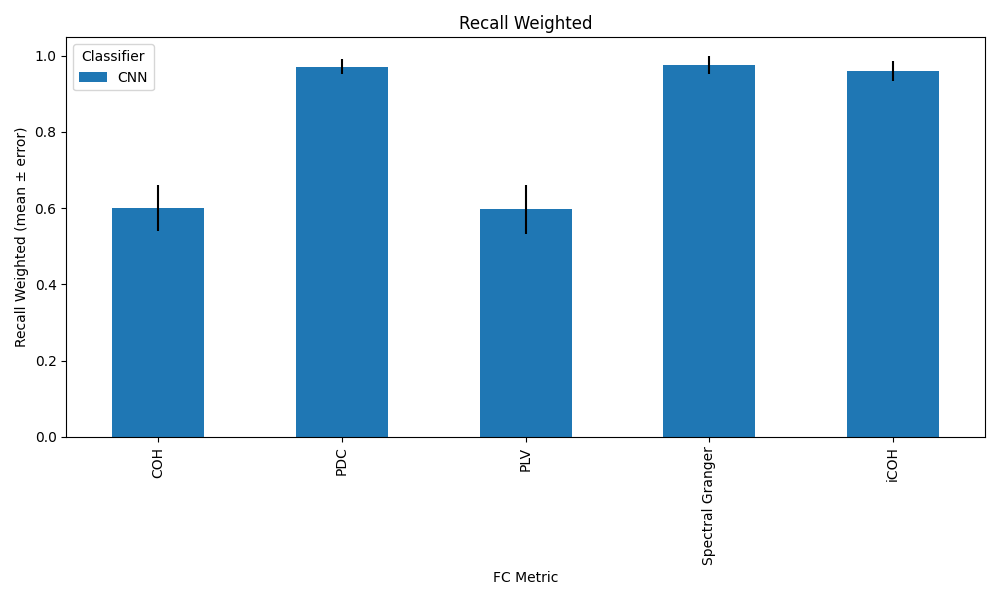 Recall Weighted
Classifier
CNN
Recall Weighted (mean ± error)
1.0
0.8
0.6
0.4
0.2
0.0
COH
PDC
PLV
Spectral Granger
iCOH
FC Metric